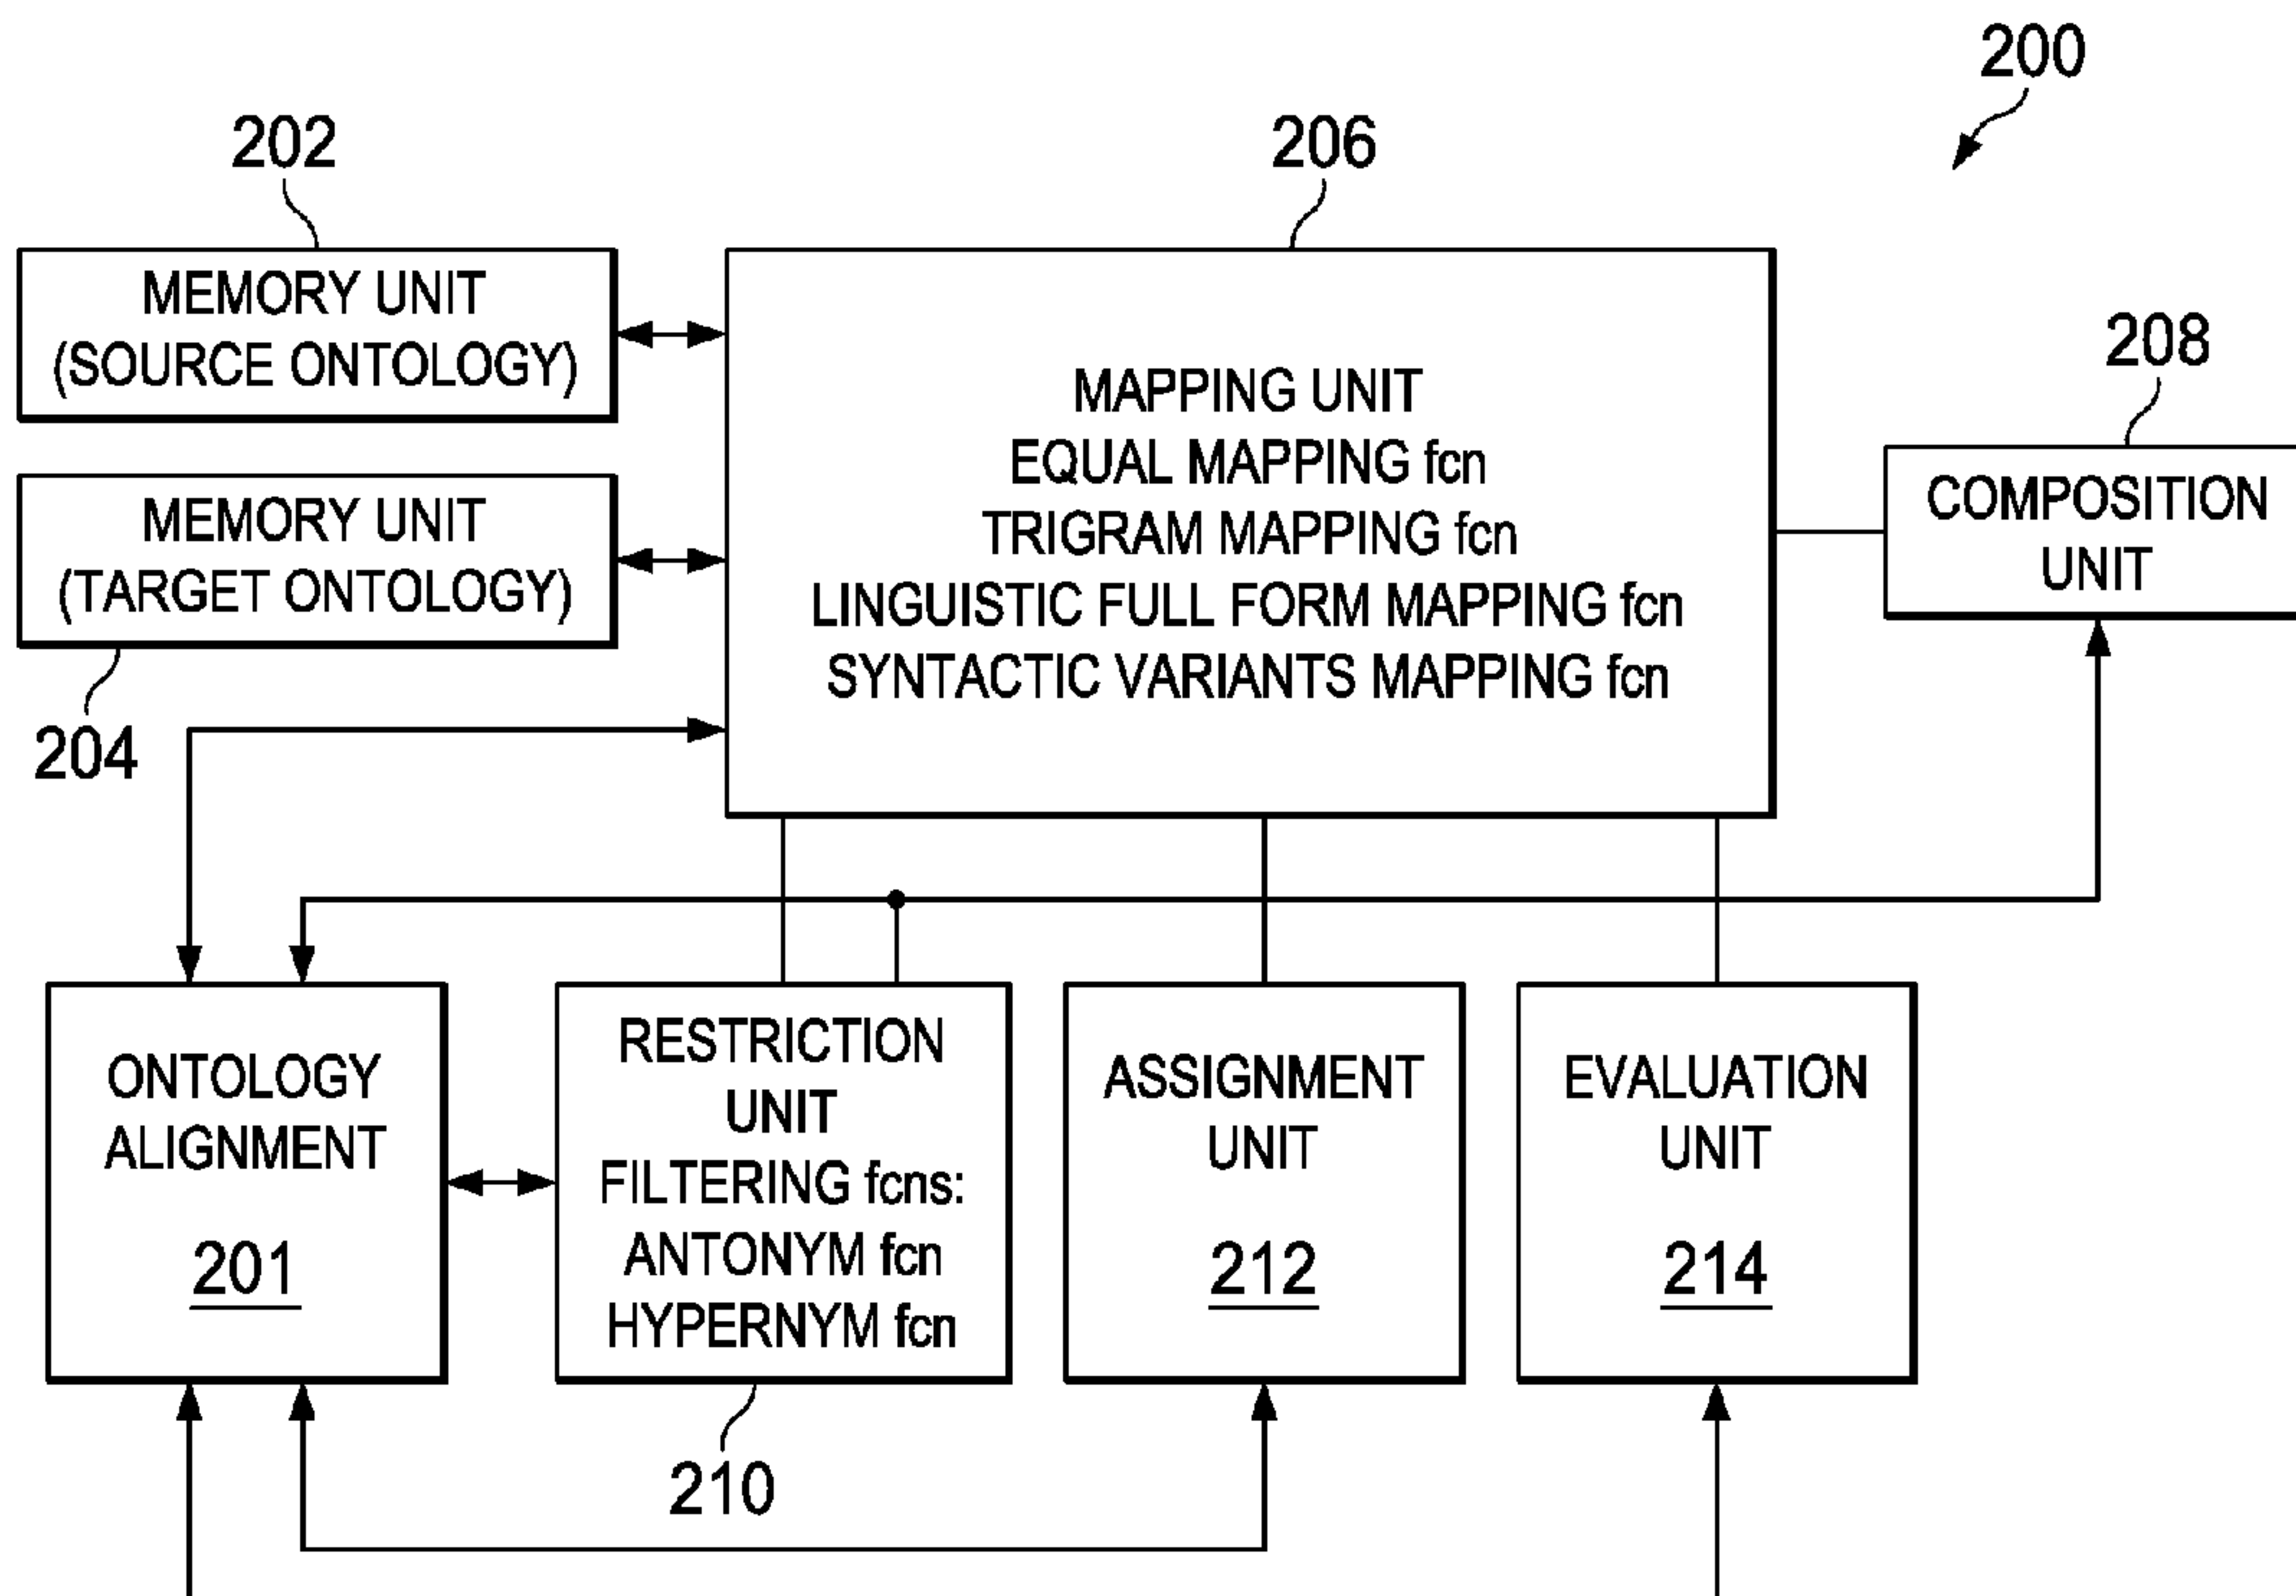 200
202
206
MEMORY UNIT
(SOURCE ONTOLOGY)
208
MAPPING UNIT
EQUAL MAPPING fcn
TRIGRAM MAPPING fcn
LINGUISTIC FULL FORM MAPPING fcn
SYNTACTIC VARIANTS MAPPING fcn
COMPOSITION
UNIT
MEMORY UNIT
(TARGET ONTOLOGY)
204
ONTOLOGY
ALIGNMENT
201
RESTRICTION
UNIT
FILTERING fcns:
ANTONYM fcn
HYPERNYM fcn
210
ASSIGNMENT
UNIT
212
EVALUATION
UNIT
214